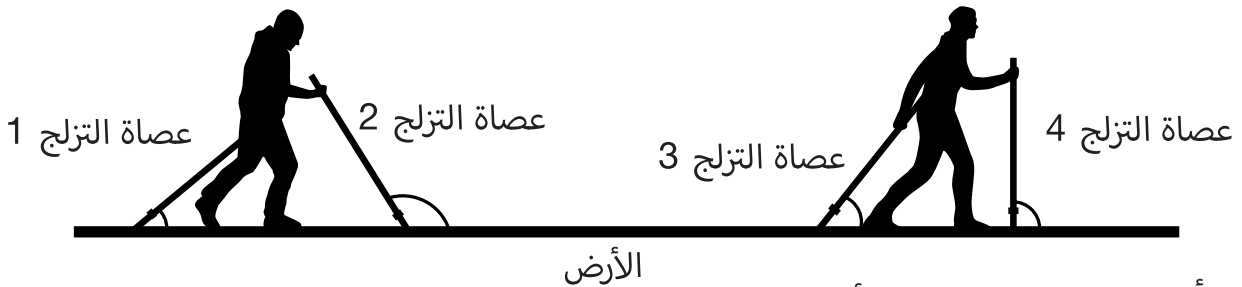 عصاة التزلج 1
عصاة التزلج 2
عصاة التزلج 3
عصاة التزلج 4
الأرض